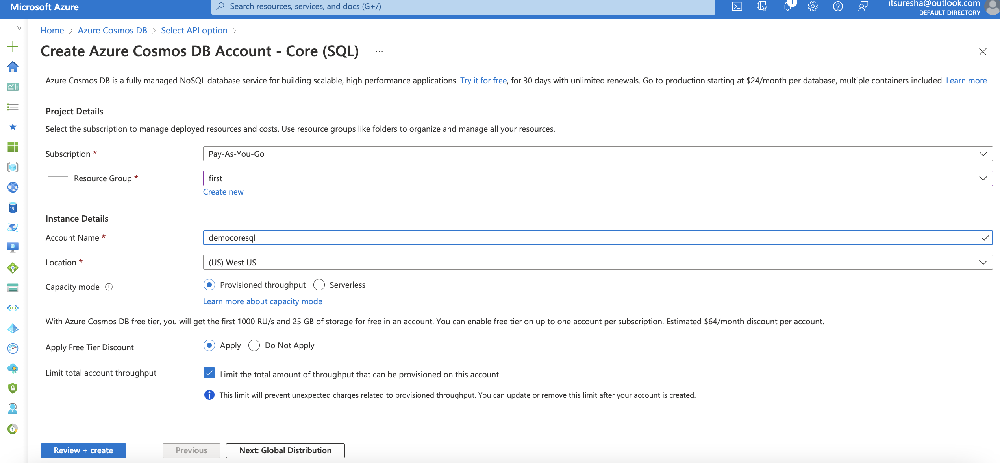 Microsoft Azure
Search resources, services, and docs (G+/)
1
itsuresha@outlook.com
DEFAULT DIRECTORY
Home > Azure Cosmos DB > Select API option >
Create Azure Cosmos DB Account - Core (SQL) ...
Azure Cosmos DB is a fully managed NoSQL database service for building scalable, high performance applications. Try it for free, for 30 days with unlimited renewals. Go to production starting at $24/month per database, multiple containers included. Learn more
Project Details
Select the subscription to manage deployed resources and costs. Use resource groups like folders to organize and manage all your resources.
Subscription * Pay-As-You-Go
Resource Group * first
Create new
SQL
Instance Details
Account Name * democoresql
Location * (US) West US
Capacity mode Provisioned throughput Serverless
Learn more about capacity mode
With Azure Cosmos DB free tier, you will get the first 1000 RU/s and 25 GB of storage for free in an account. You can enable free tier on up to one account per subscription. Estimated $64/month discount per account.
Apply Free Tier Discount Apply Do Not Apply
Limit total account throughput Limit the total amount of throughput that can be provisioned on this account
This limit will prevent unexpected charges related to provisioned throughput. You can update or remove this limit after your account is created.
Review + create Previous Next: Global Distribution